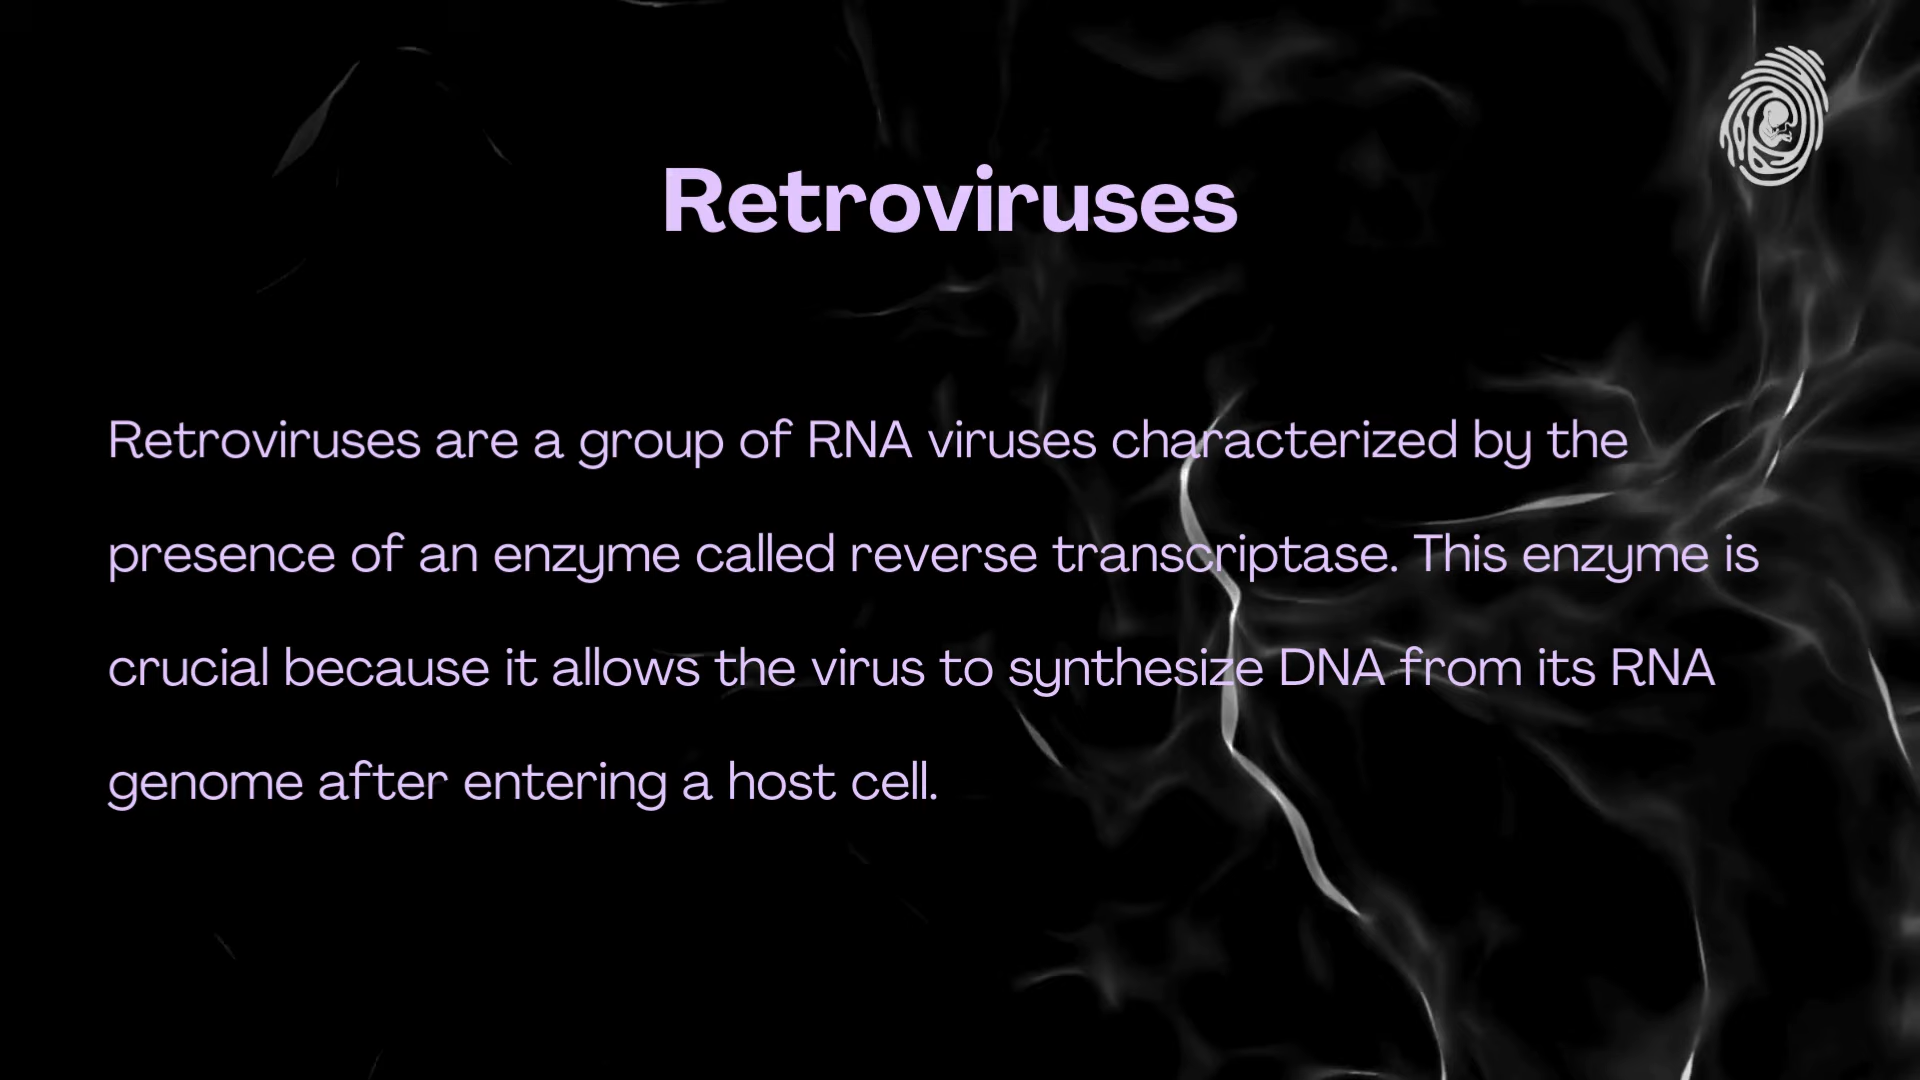 Retroviruses
Retroviruses are a group of RNA viruses characterized by the
presence of an enzyme called reverse transcriptase. This enzyme is
crucial because it allows the virus to synthesize DNA from its RNA
genome after entering a host cell.